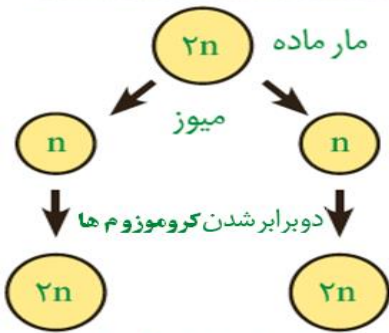 ۲n مار ماده
میوز
n n
دوبرابر شدن کروموزوم ها
۲n ۲n